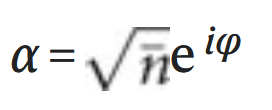 α = √n̅ e^{iφ}